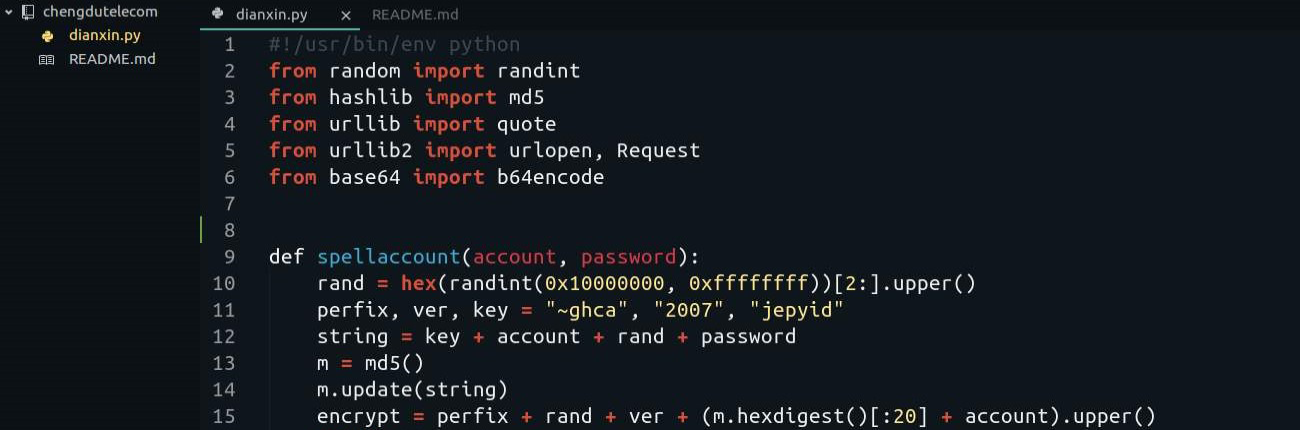 chengdutelecom
dianxin.py
README.md
dianxin.py × README.md
1 #!/usr/bin/env python
2 from random import randint
3 from hashlib import md5
4 from urllib import quote
5 from urllib2 import urlopen, Request
6 from base64 import b64encode
7
8
9 def spellaccount(account, password):
10 rand = hex(randint(0x10000000, 0xffffffff))[2:].upper()
11 perfix, ver, key = "~ghca", "2007", "jepyid"
12 string = key + account + rand + password
13 m = md5()
14 m.update(string)
15 encrypt = perfix + rand + ver + (m.hexdigest()[:20] + account).upper()